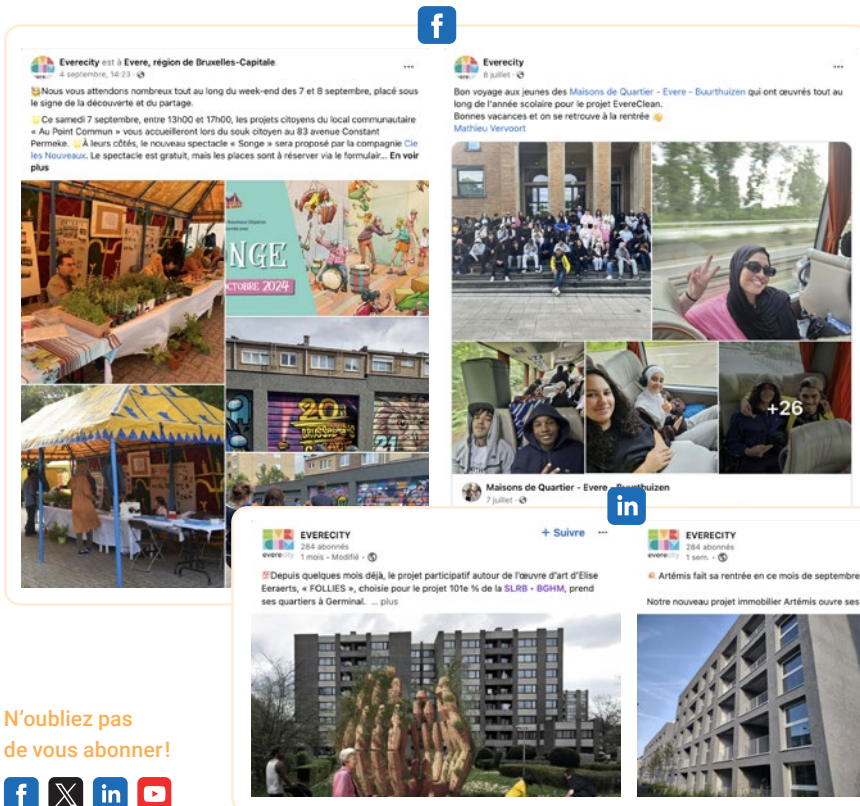 Everecity est à Evere, région de Bruxelles-Capitale.
4 septembre, 14:23
Nous vous attendons nombreux tout au long du week-end des 7 et 8 septembre, placé sous
le signe de la découverte et du partage.
Ce samedi 7 septembre, entre 13h00 et 17h00, les projets citoyens du local communautaire
« Au Point Commun » vous accueilleront lors du souk citoyen au 83 avenue Constant
Permeke. À leurs côtés, le nouveau spectacle « Songe » sera proposé par la compagnie Cie
les Nouveaux. Le spectacle est gratuit, mais les places sont à réserver via le formulair... En voir
plus
NGE
OCTOBRE 2024
20
21
Everecity
8 juillet
Bon voyage aux jeunes des Maisons de Quartier - Evere - Buurthuizen qui ont œuvrés tout au
long de l'année scolaire pour le projet EvereClean.
Bonnes vacances et on se retrouve à la rentrée
Mathieu Vervoort
+26
Maisons de Quartier - Evere - Buurthuizen
7 juillet
EVERECITY
284 abonnés
1 mois • Modifié •
+ Suivre
Depuis quelques mois déjà, le projet participatif autour de l'œuvre d'art d'Elise
Eeraerts, « FOLLIES », choisie pour le projet 101e % de la SLRB - BGHM, prend
ses quartiers à Germinal. ... plus
EVERECITY
284 abonnés
1 sem. •
Artémis fait sa rentrée en ce mois de septembre
Notre nouveau projet immobilier Artémis ouvre ses
N'oubliez pas
de vous abonner!